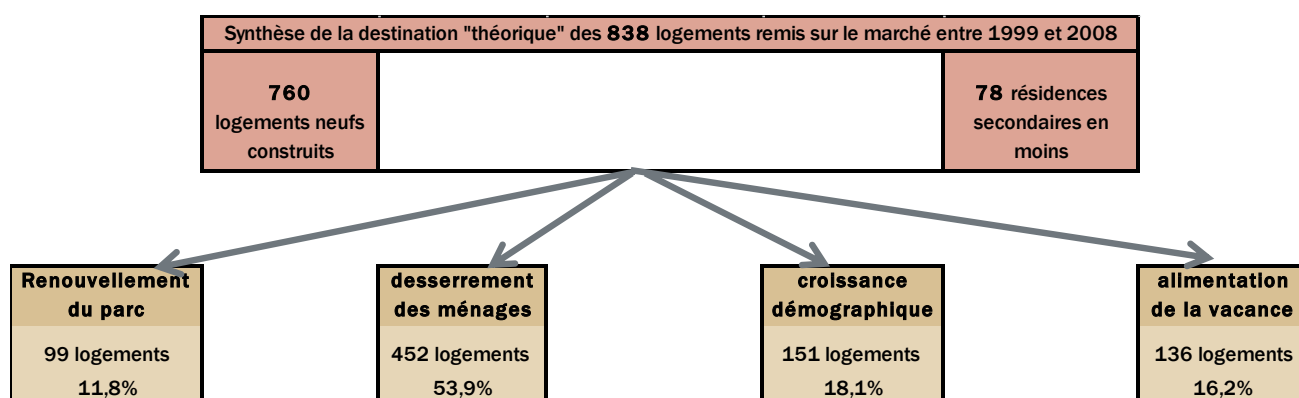 Synthèse de la destination "théorique" des 838 logements remis sur le marché entre 1999 et 2008
760
logements neufs
construits
78 résidences
secondaires en
moins
Renouvellement
du parc
99 logements
11,8%
desserrement
des ménages
452 logements
53,9%
croissance
démographique
151 logements
18,1%
alimentation
de la vacance
136 logements
16,2%